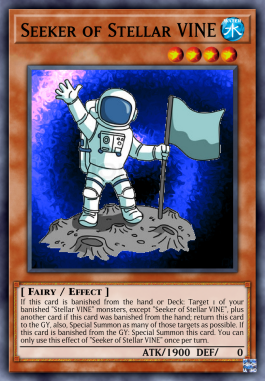 Seeker of Stellar VINE
WATER
水
[ Fairy / Effect ]
If this card is banished from the hand or Deck: Target 1 of your
banished "Stellar VINE" monsters, except "Seeker of Stellar VINE", plus
another card if this card was banished from the hand; return this card
to the GY, also, Special Summon as many of those targets as possible. If
this card is banished from the GY: Special Summon this card. You can
only use this effect of "Seeker of Stellar VINE" once per turn.
ATK/1900 DEF/ 0